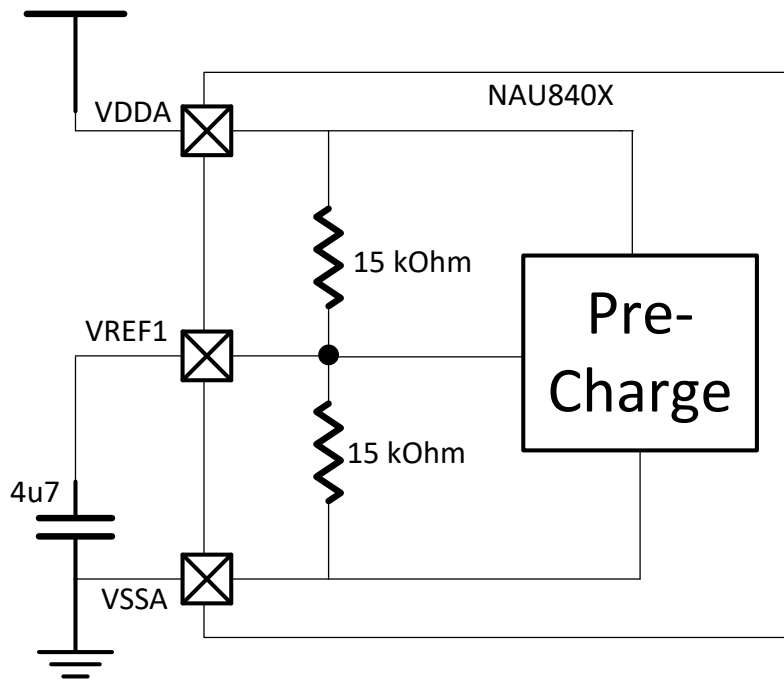 NAU840X
VDDA
15 kOhm
Pre-
Charge
VREF1
15 kOhm
4u7
VSSA